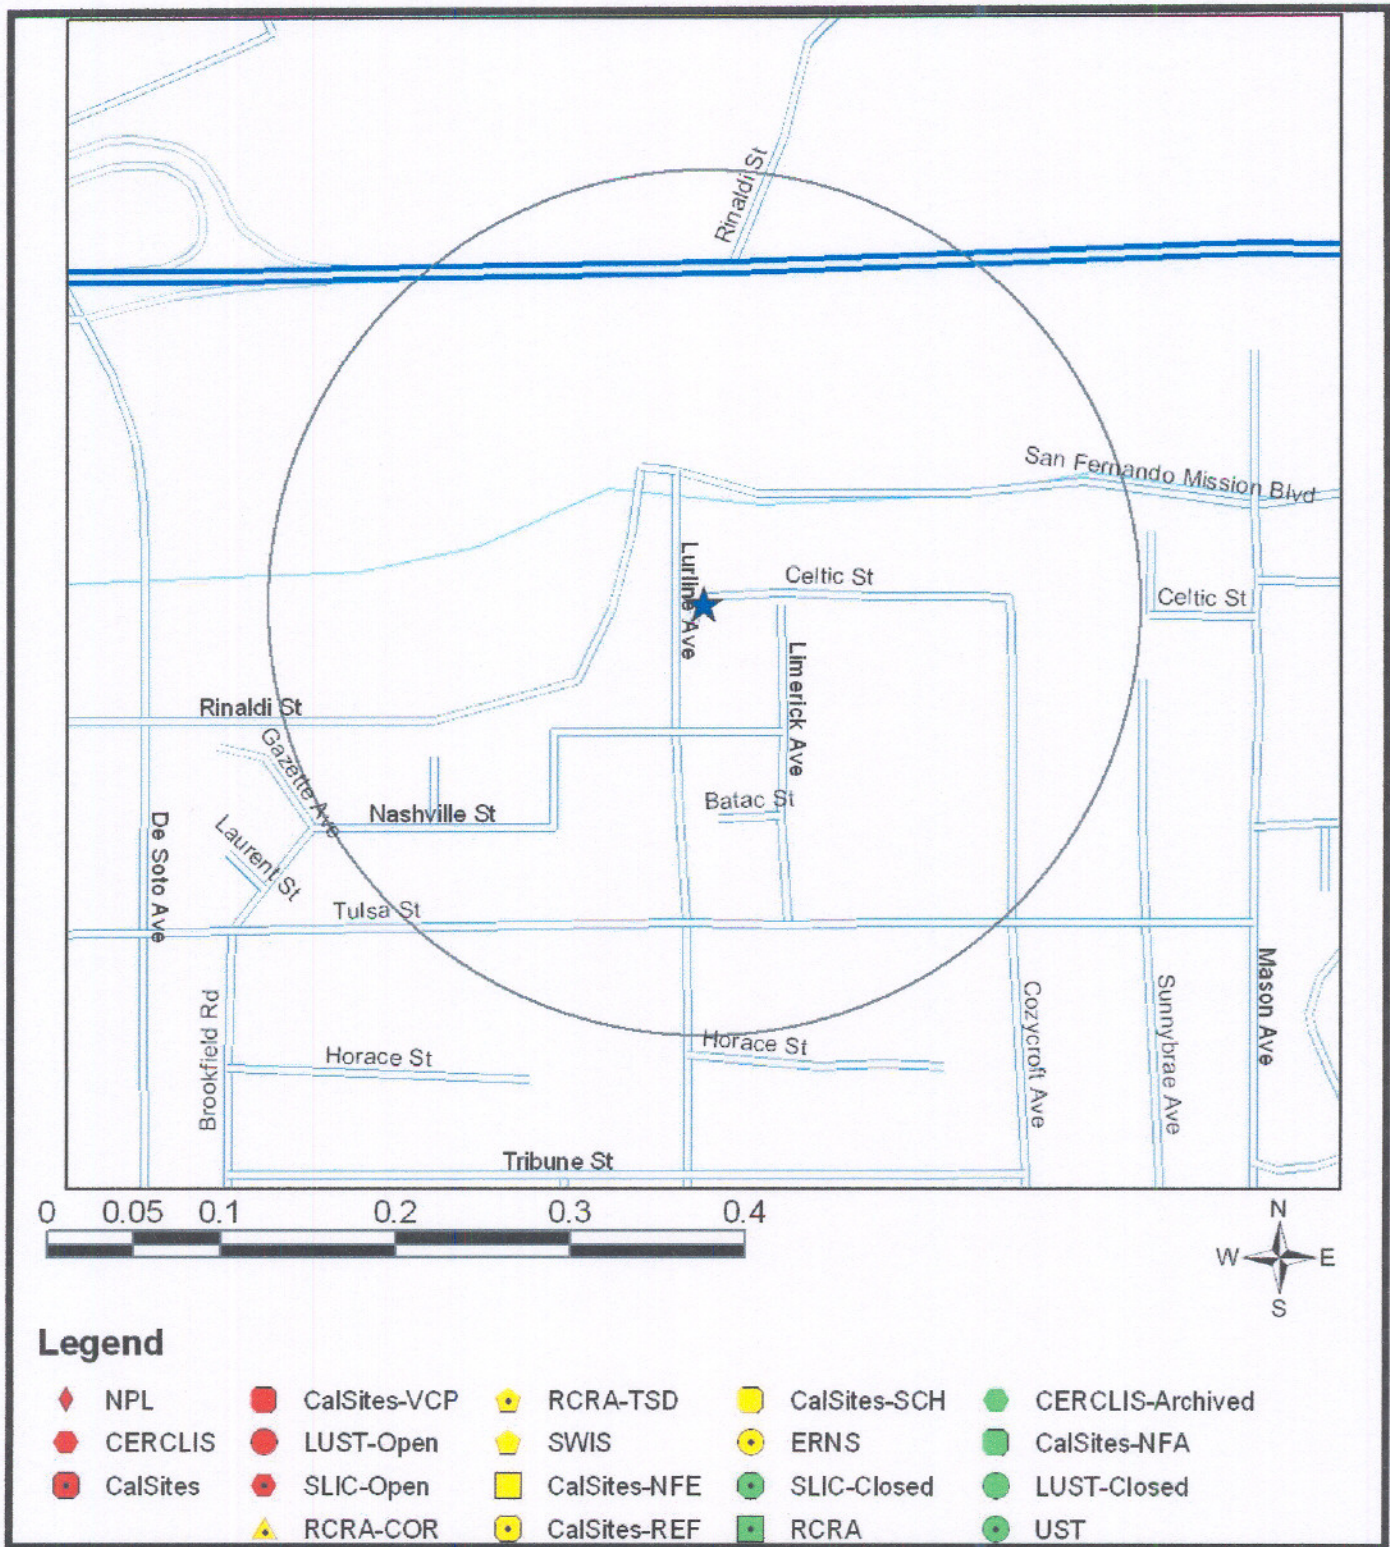 Rinaldi St
San Fernando Mission Blvd
Lurline Ave
Celtic St
Celtic St
Limerick Ave
Rinaldi St
Gazette Ave
Batac St
Nashville St
De Soto Ave
Laurent St
Tulsa St
Mason Ave
Brookfield Rd
Cozycroft Ave
Sunnybrae Ave
Horace St
Horace St
Tribune St
0 0.05 0.1 0.2 0.3 0.4
N
W E
S
Legend
NPL CalSites-VCP RCRA-TSD CalSites-SCH CERCLIS-Archived
CERCLIS LUST-Open SWIS ERNS CalSites-NFA
CalSites SLIC-Open CalSites-NFE SLIC-Closed LUST-Closed
RCRA-COR CalSites-REF RCRA UST